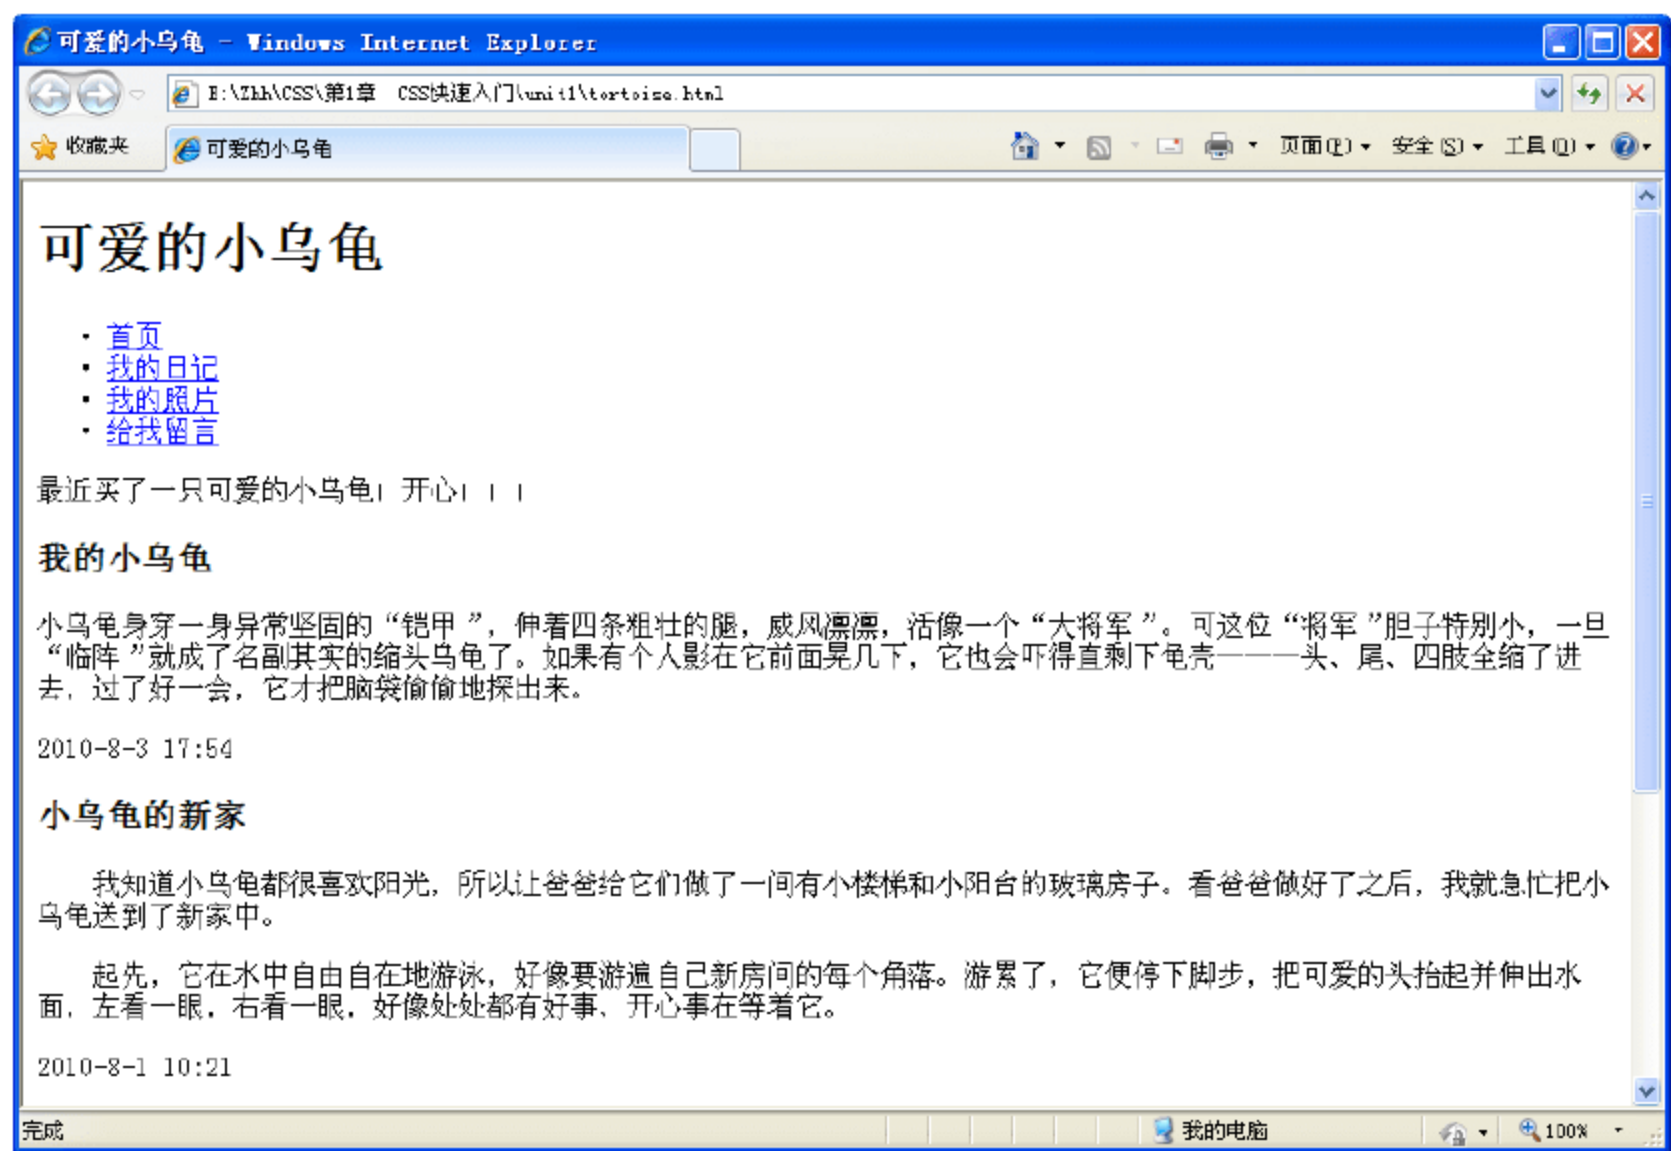 可爱的小乌龟 - Windows Internet Explorer
E:\Zhh\CSS\第1章 CSS快速入门\unit1\tortoise.html
收藏夹 可爱的小乌龟 页面(P) 安全(S) 工具(O)
可爱的小乌龟
首页
我的日记
我的照片
给我留言
最近买了一只可爱的小乌龟！开心！！！
我的小乌龟
小乌龟身穿一身异常坚固的“铠甲”，伸着四条粗壮的腿，威风凛凛，活像一个“大将军”。可这位“将军”胆子特别小，一旦
“临阵”就成了名副其实的缩头乌龟了。如果有个人影在它前面晃几下，它也会吓得直剩下龟壳————头、尾、四肢全缩了进
去，过了好一会，它才把脑袋偷偷地探出来。
2010-8-3 17:54
小乌龟的新家
我知道小乌龟都很喜欢阳光，所以让爸爸给它们做了一间有小楼梯和小阳台的玻璃房子。看爸爸做好了之后，我就急忙把小
乌龟送到了新家中。
起先，它在水中自由自在地游泳，好像要游遍自己新房间的每个角落。游累了，它便停下脚步，把可爱的头抬起并伸出水
面，左看一眼，右看一眼，好像处处都有好事、开心事在等着它。
2010-8-1 10:21
完成 我的电脑 100%